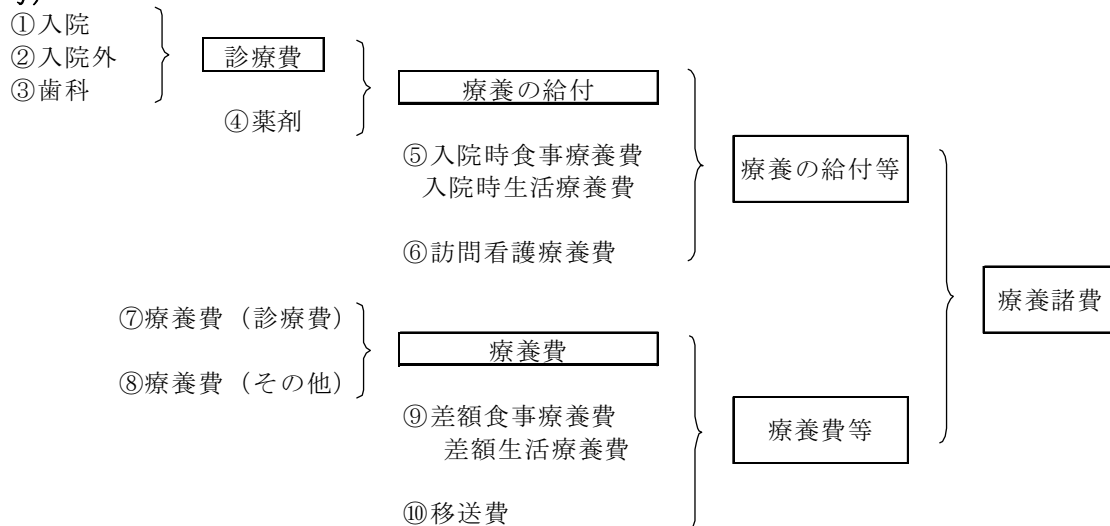 ①入院
②入院外
③歯科
診療費
④薬剤
療養の給付
⑤入院時食事療養費
入院時生活療養費
⑥訪問看護療養費
療養の給付等
⑦療養費（診療費）
⑧療養費（その他）
療養費
⑨差額食事療養費
差額生活療養費
⑩移送費
療養費等
療養諸費